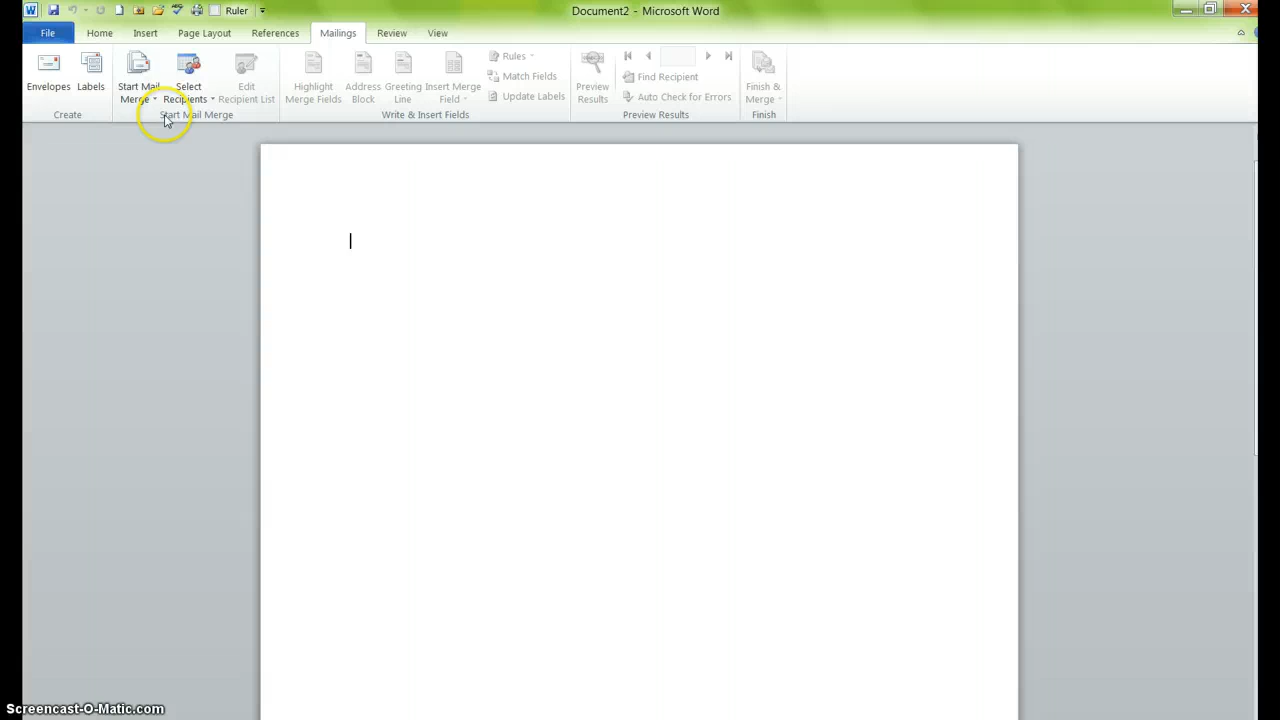 Ruler
Document2 - Microsoft Word
File Home Insert Page Layout References Mailings Review View
Envelopes Labels Start Mail Merge Select Recipients Edit Recipient List Highlight Merge Fields Address Block Greeting Line Insert Merge Field Rules Match Fields Update Labels Preview Results Find Recipient Auto Check for Errors Finish & Merge
Create Start Mail Merge Write & Insert Fields Preview Results Finish
Screencast-O-Matic.com